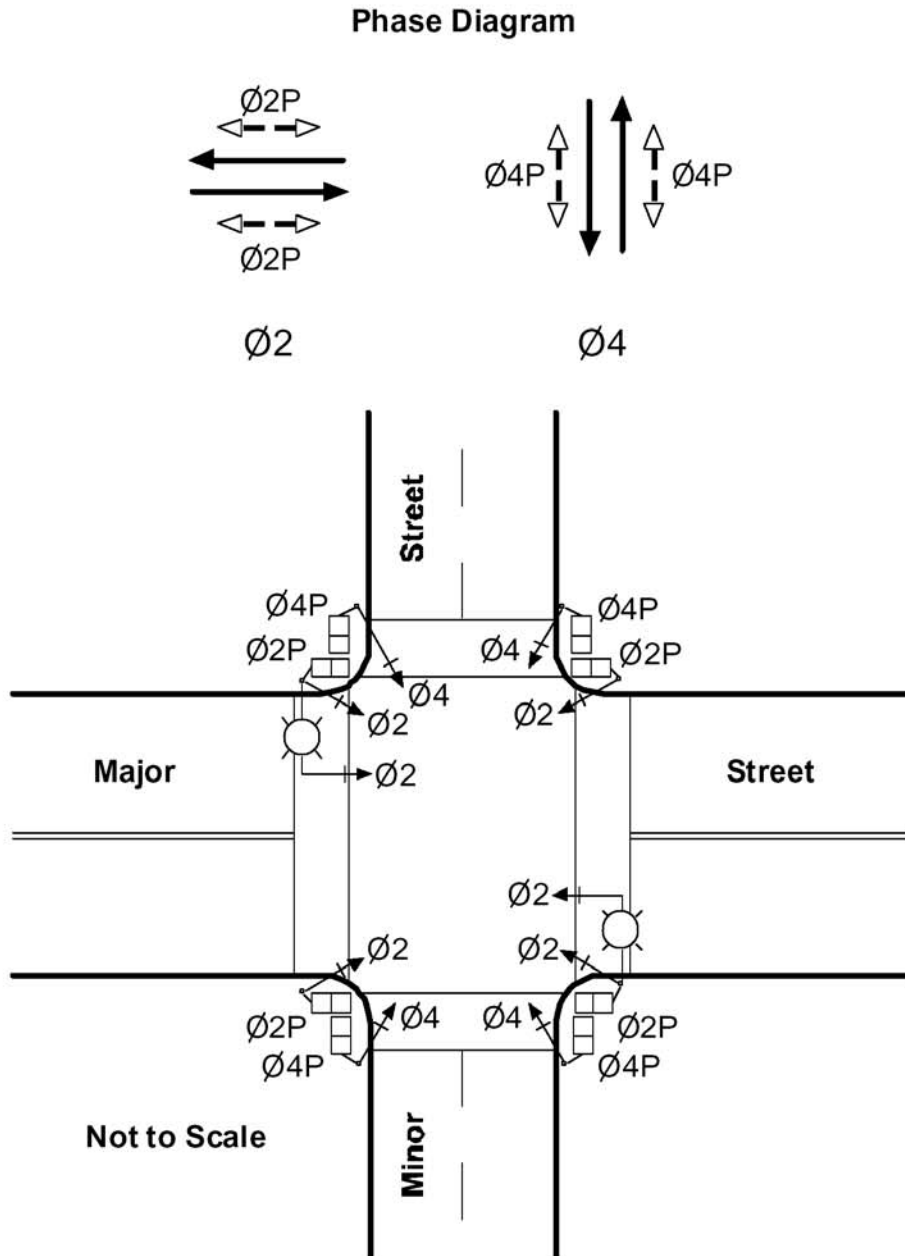 Phase Diagram
Ø2P
Ø4P Ø4P
Ø2P
Ø2 Ø4
Street
Ø4P Ø4P
Ø2P Ø4 Ø2P
Ø4
Ø2 Ø2
Major Ø2 Street
Ø2
Ø2 Ø2
Ø2P Ø4 Ø4 Ø2P
Ø4P Ø4P
Not to Scale
Minor